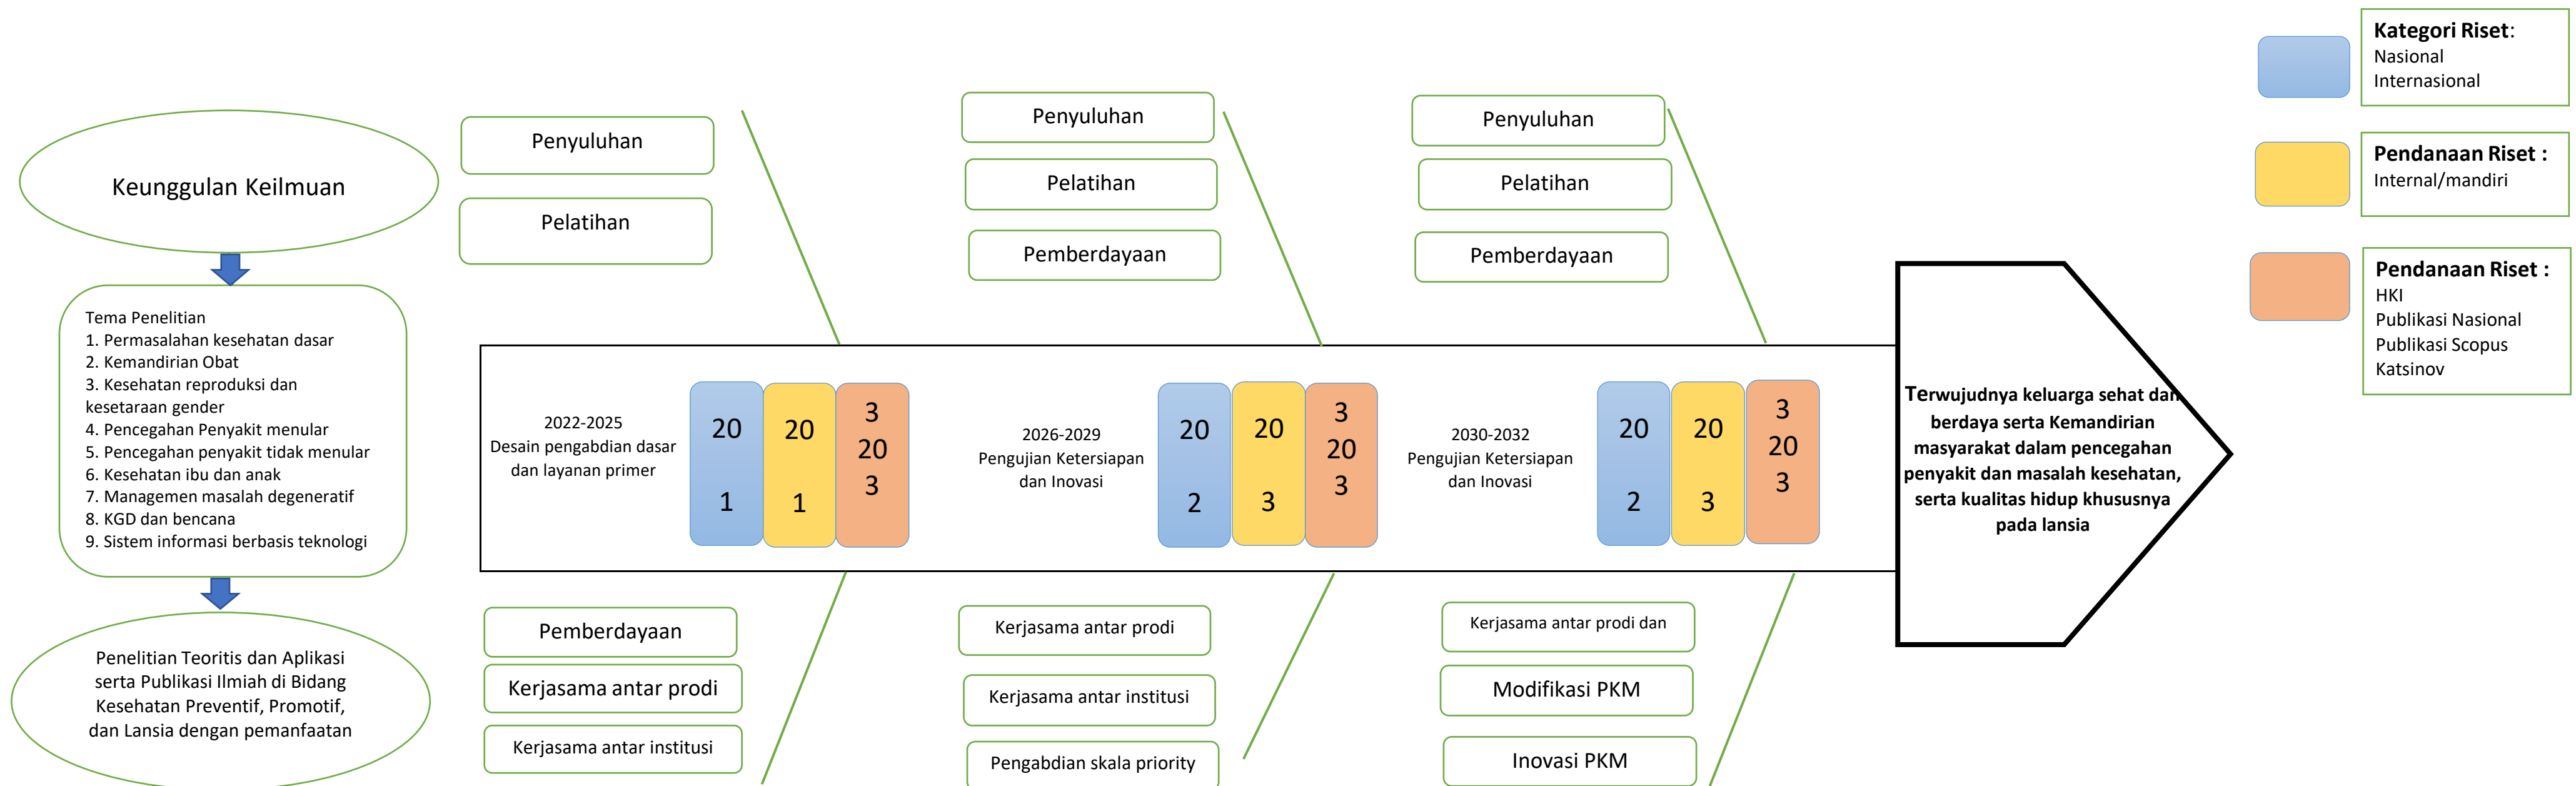 Keunggulan Keilmuan
Tema Penelitian
1. Permasalahan kesehatan dasar
2. Kemandirian Obat
3. Kesehatan reproduksi dan
kesetaraan gender
4. Pencegahan Penyakit menular
5. Pencegahan penyakit tidak menular
6. Kesehatan ibu dan anak
7. Managemen masalah degeneratif
8. KGD dan bencana
9. Sistem informasi berbasis teknologi
Penelitian Teoritis dan Aplikasi
serta Publikasi Ilmiah di Bidang
Kesehatan Preventif, Promotif,
dan Lansia dengan pemanfaatan
Penyuluhan
Pelatihan
Penyuluhan
Pelatihan
Pemberdayaan
Penyuluhan
Pelatihan
Pemberdayaan
2022-2025
Desain pengabdian dasar
dan layanan primer
20
1
20
1
3
20
3
2026-2029
Pengujian Ketersiapan
dan Inovasi
20
2
20
3
3
20
3
2030-2032
Pengujian Ketersiapan
dan Inovasi
20
2
20
3
3
20
3
Terwujudnya keluarga sehat dan
berdaya serta Kemandirian
masyarakat dalam pencegahan
penyakit dan masalah kesehatan,
serta kualitas hidup khususnya
pada lansia
Pemberdayaan
Kerjasama antar prodi
Kerjasama antar institusi
Kerjasama antar prodi
Kerjasama antar institusi
Pengabdian skala priority
Kerjasama antar prodi dan
Modifikasi PKM
Inovasi PKM
Kategori Riset:
Nasional
Internasional
Pendanaan Riset :
Internal/mandiri
Pendanaan Riset :
HKI
Publikasi Nasional
Publikasi Scopus
Katsinov